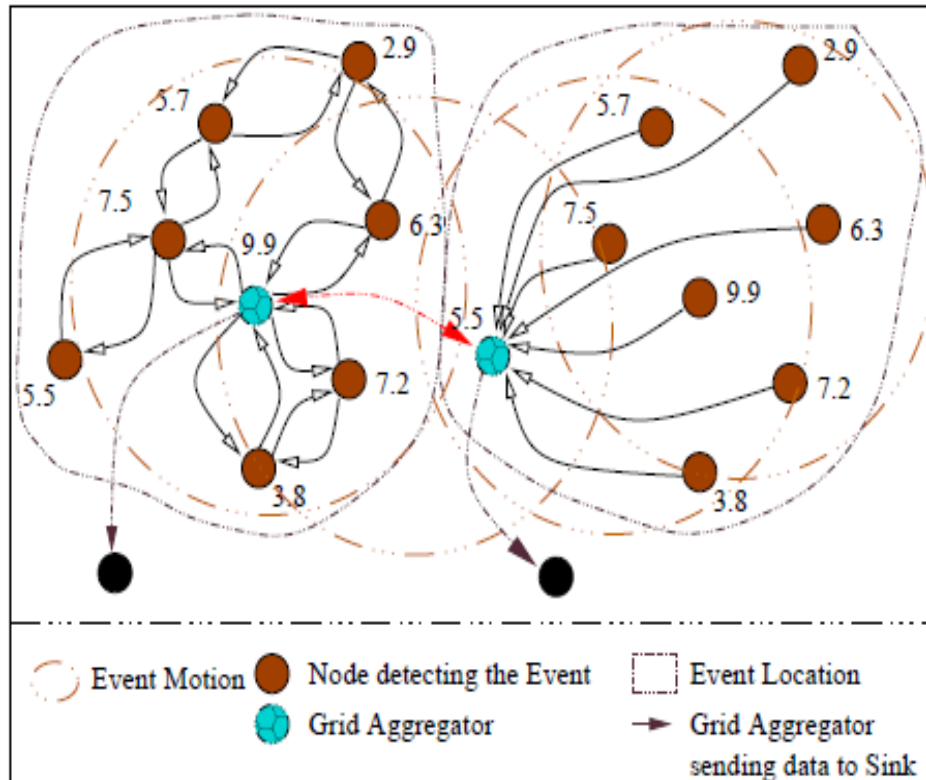 2.9
5.7
7.5
9.9
6.3
5.5
7.2
3.8
2.9
5.7
7.5
6.3
9.9
5.5
7.2
3.8
Event Motion
Node detecting the Event
Event Location
Grid Aggregator
Grid Aggregator
sending data to Sink